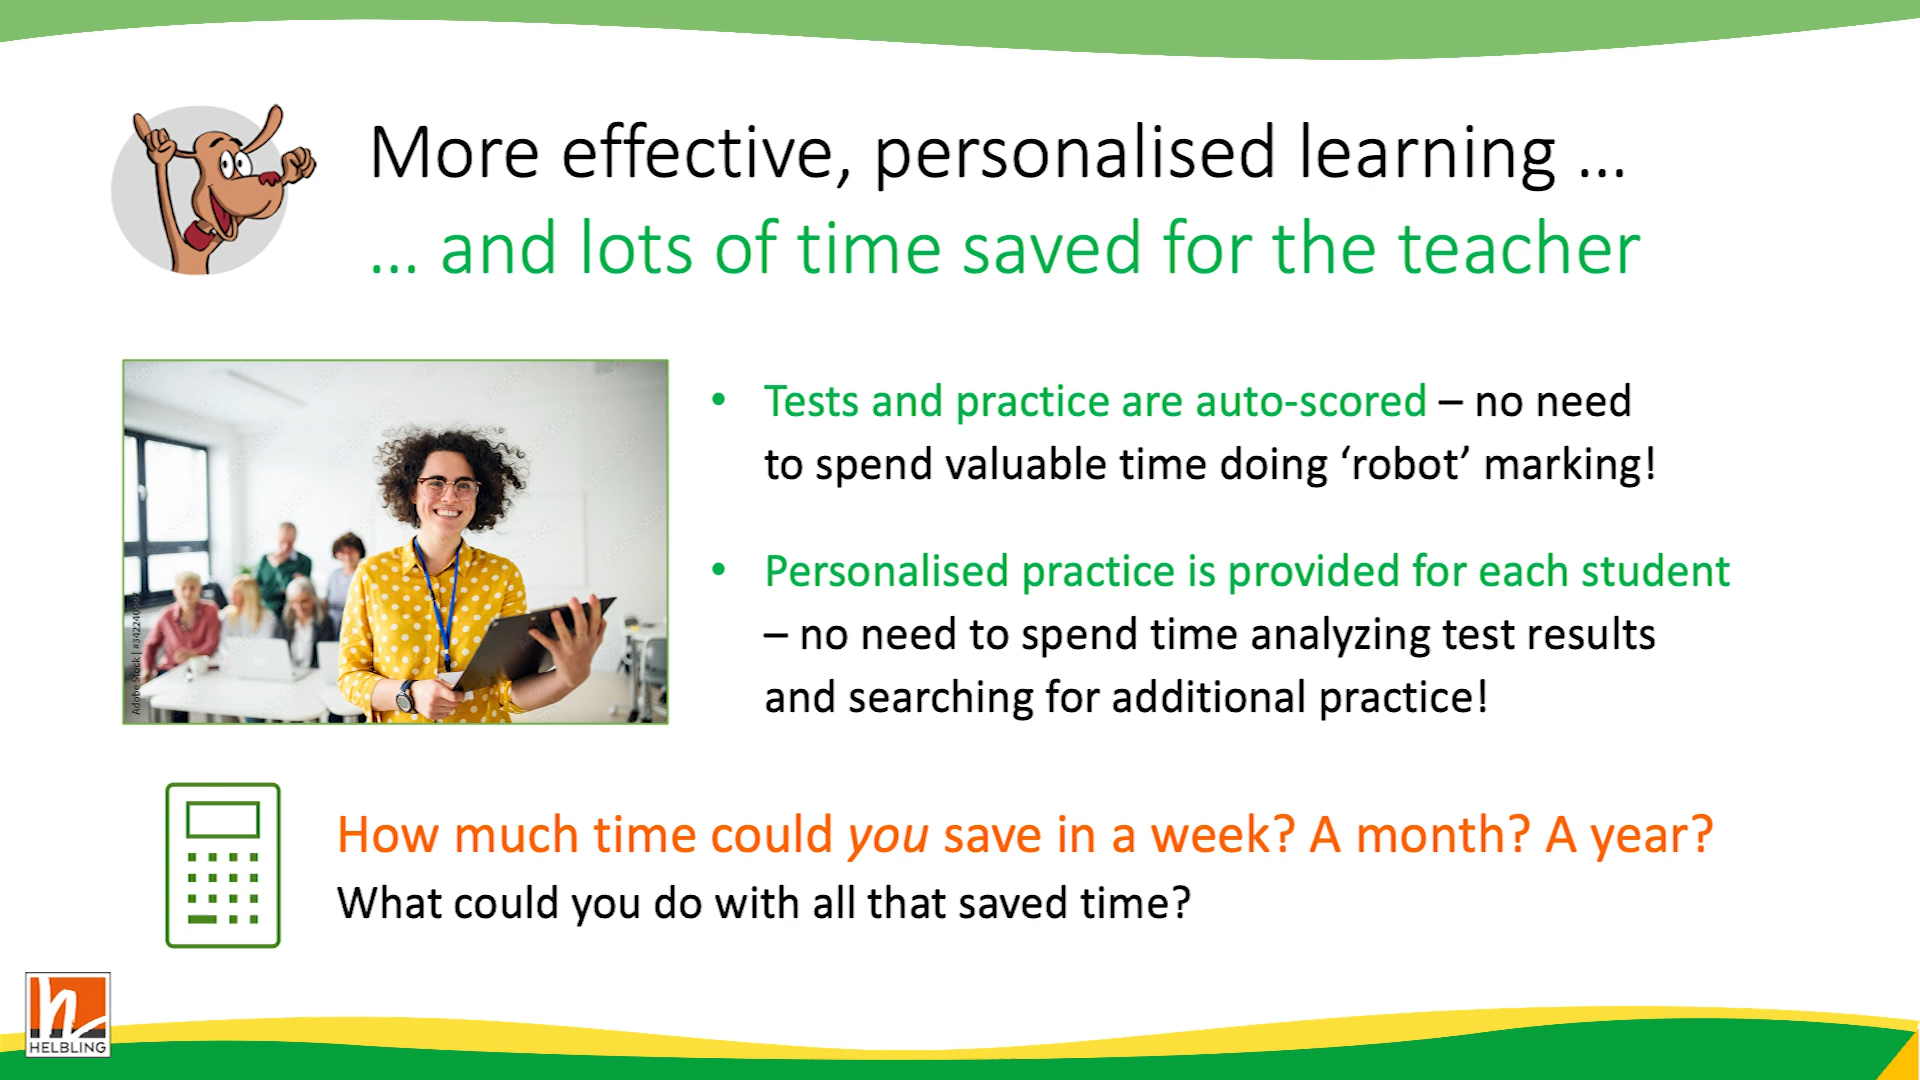 More effective, personalised learning ...
... and lots of time saved for the teacher
• Tests and practice are auto-scored – no need
to spend valuable time doing ‘robot’ marking!
• Personalised practice is provided for each student
– no need to spend time analyzing test results
and searching for additional practice!
How much time could you save in a week? A month? A year?
What could you do with all that saved time?
h
HELBLING